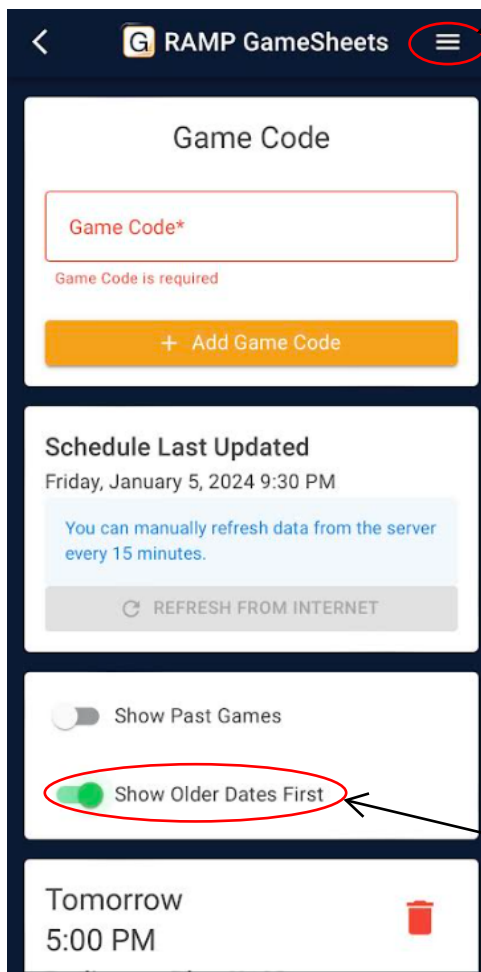 G RAMP GameSheets
Game Code
Game Code*
Game Code is required
+ Add Game Code
Schedule Last Updated
Friday, January 5, 2024 9:30 PM
You can manually refresh data from the server
every 15 minutes.
REFRESH FROM INTERNET
Show Past Games
Show Older Dates First
Tomorrow
5:00 PM